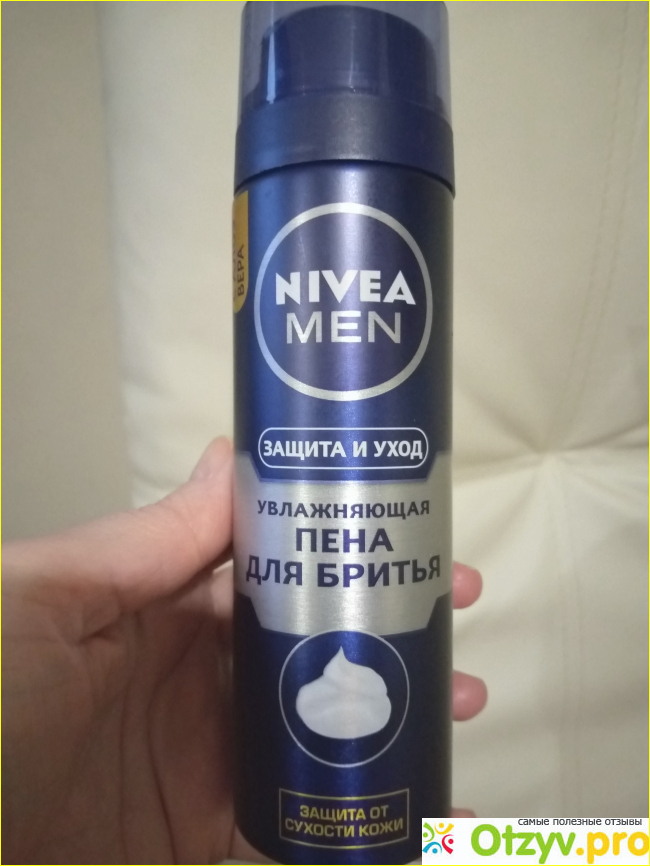 NIVEA
MEN
ВЕРА
ЗАЩИТА И УХОД
УВЛАЖНЯЮЩАЯ
ПЕНА
ДЛЯ БРИТЬЯ
ЗАЩИТА ОТ
СУХОСТИ КОЖИ
самые полезные отзывы
Otzyv.pro